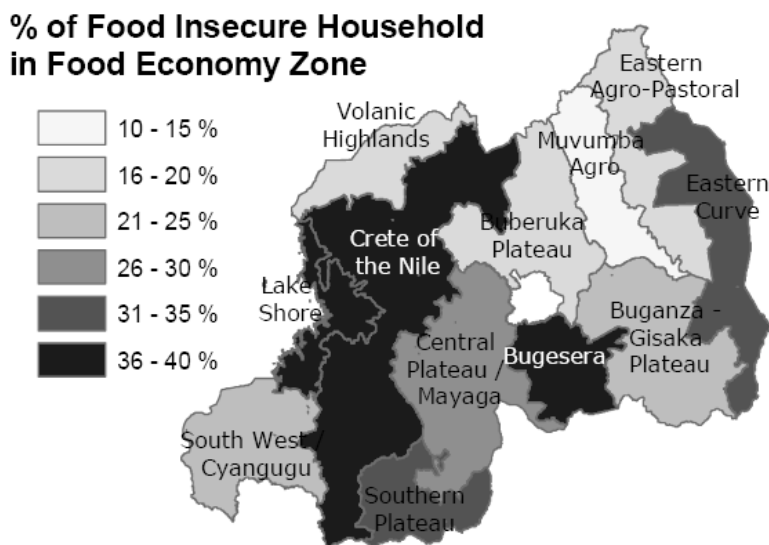 % of Food Insecure Household
in Food Economy Zone
10 - 15 %
16 - 20 %
21 - 25 %
26 - 30 %
31 - 35 %
36 - 40 %
Volanic
Highlands
Eastern
Agro-Pastoral
Muvumba
Agro
Eastern
Curve
Buberuka
Plateau
Crete of
the Nile
Lake
Shore
Buganza -
Gisaka
Plateau
Central
Plateau /
Mayaga
Bugesera
South West /
Cyangugu
Southern
Plateau